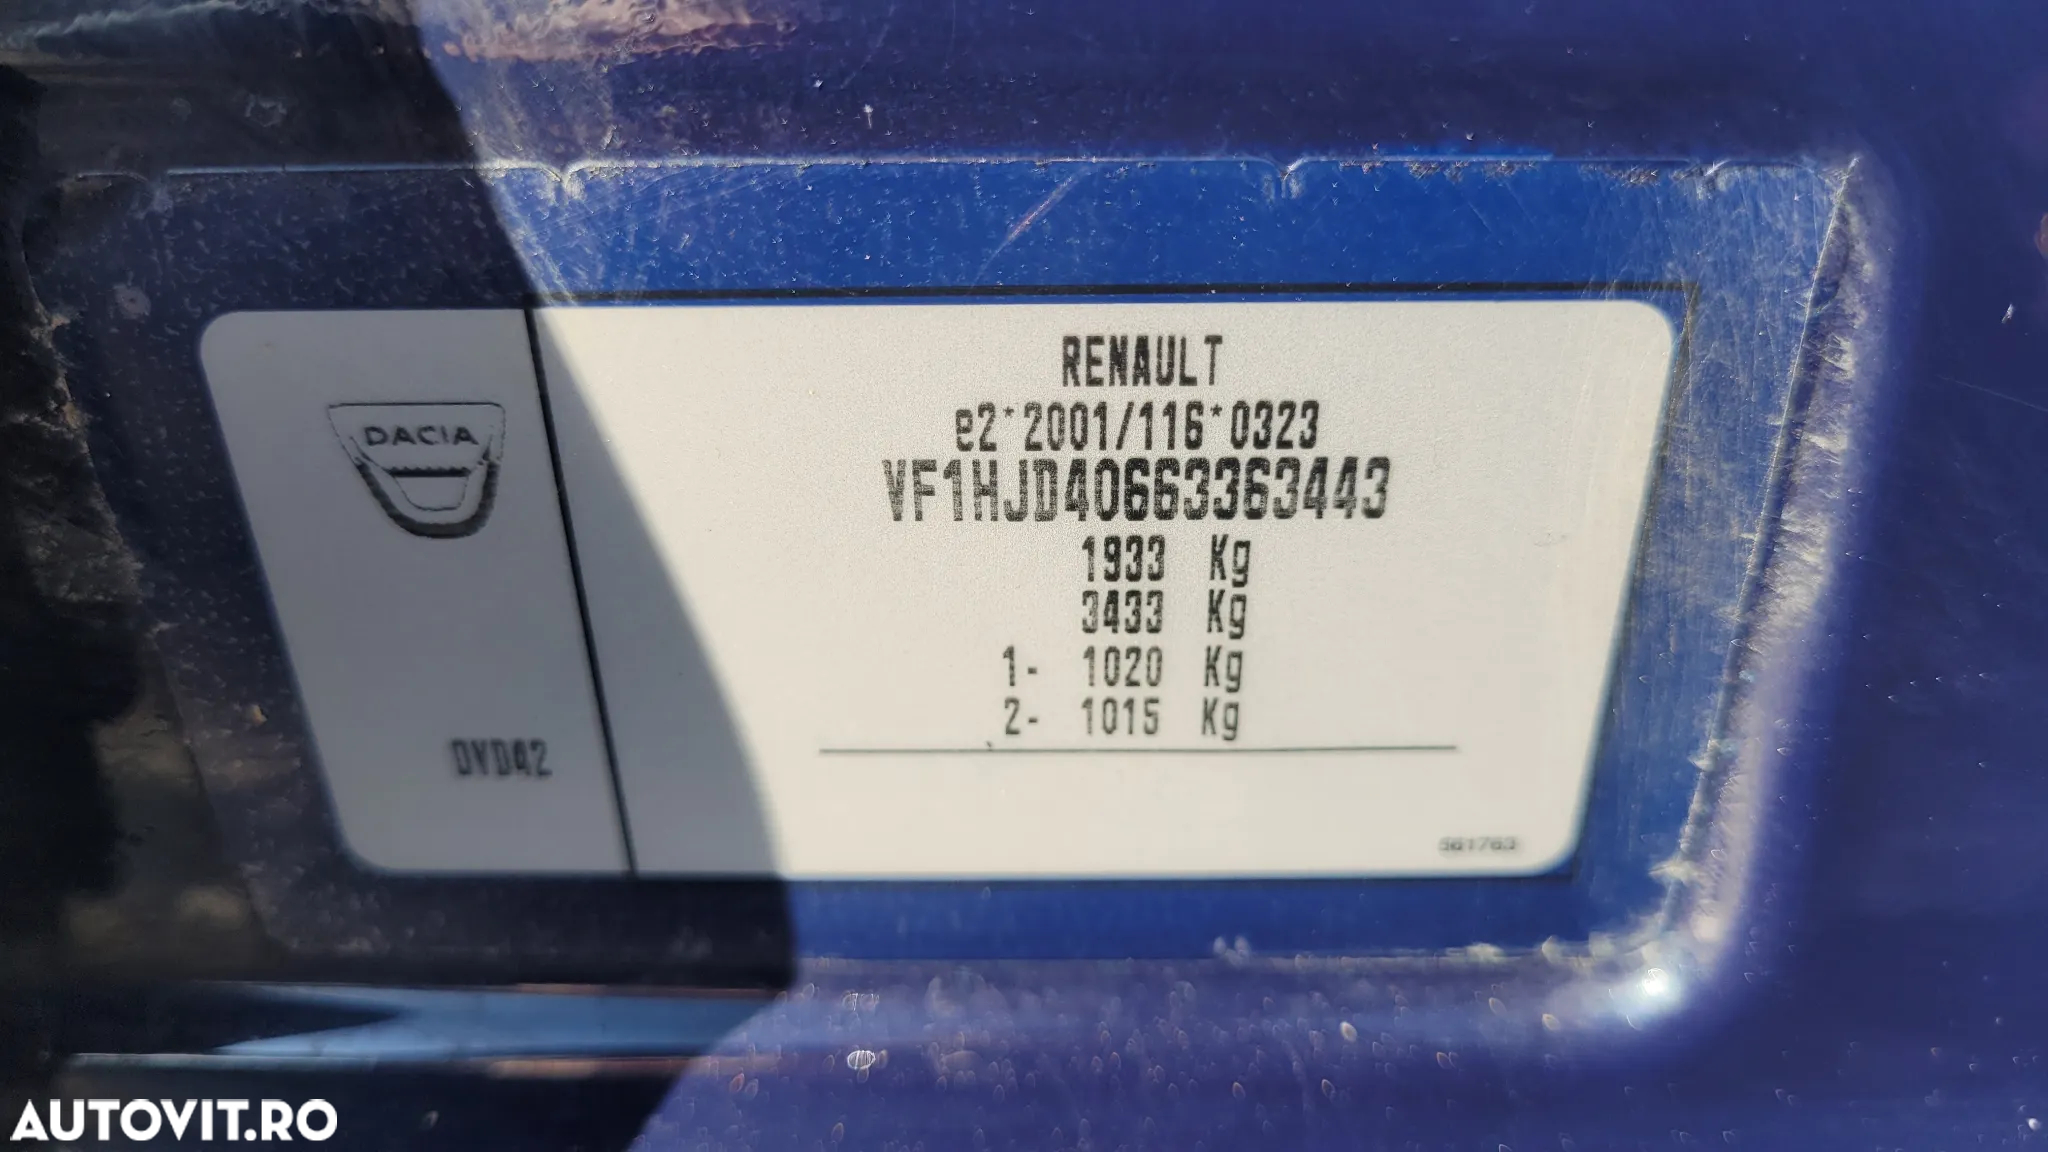 DACIA
DVD42
RENAULT
e2*2001/116*0323
VF1HJD40663363443
1933 Kg
3433 Kg
1- 1020 Kg
2- 1015 Kg
561763
AUTOVIT.RO